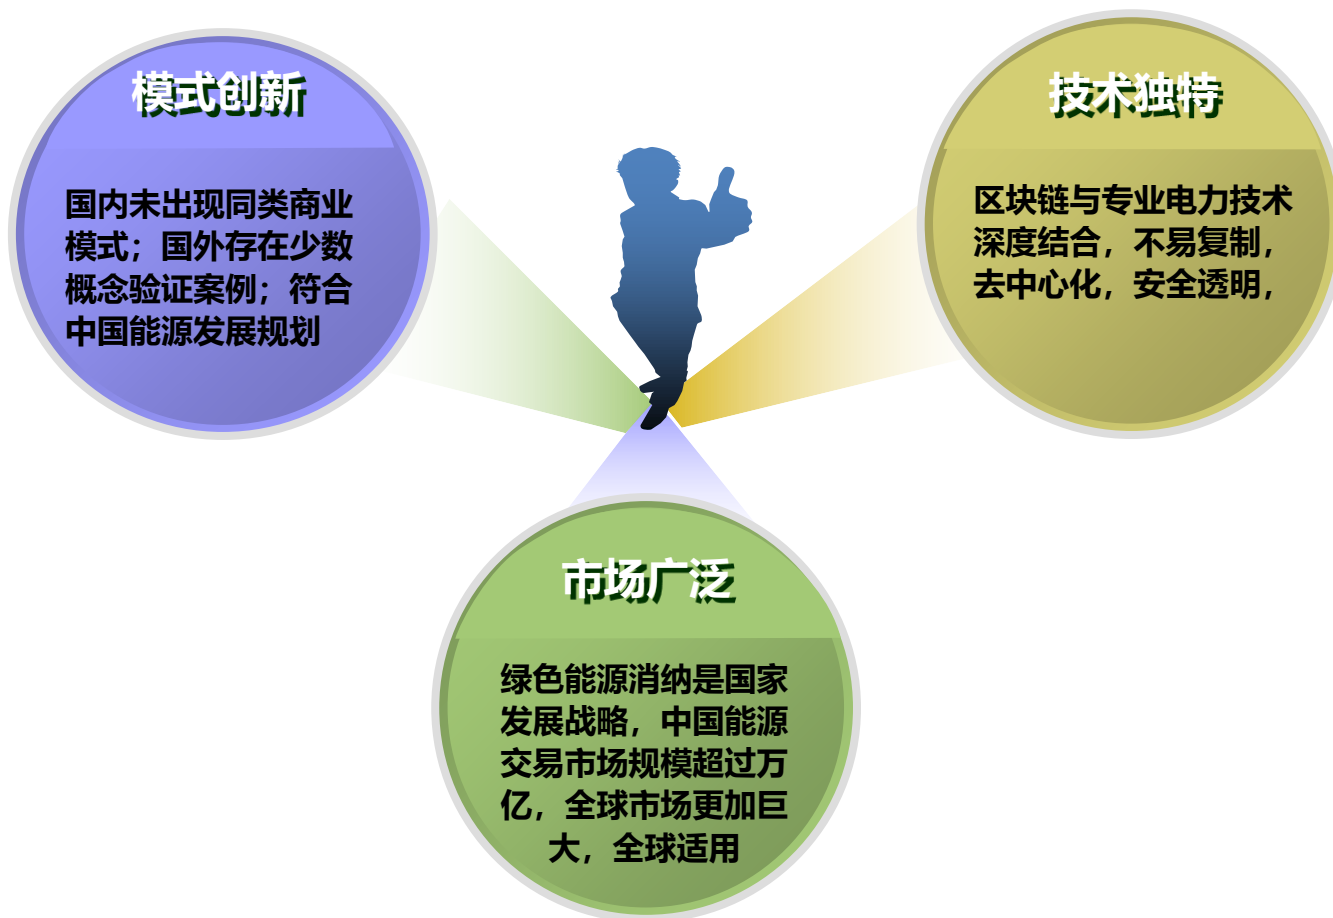 模式创新
国内未出现同类商业
模式；国外存在少数
概念验证案例；符合
中国能源发展规划
技术独特
区块链与专业电力技术
深度结合，不易复制，
去中心化，安全透明，
市场广泛
绿色能源消纳是国家
发展战略，中国能源
交易市场规模超过万
亿，全球市场更加巨
大，全球适用